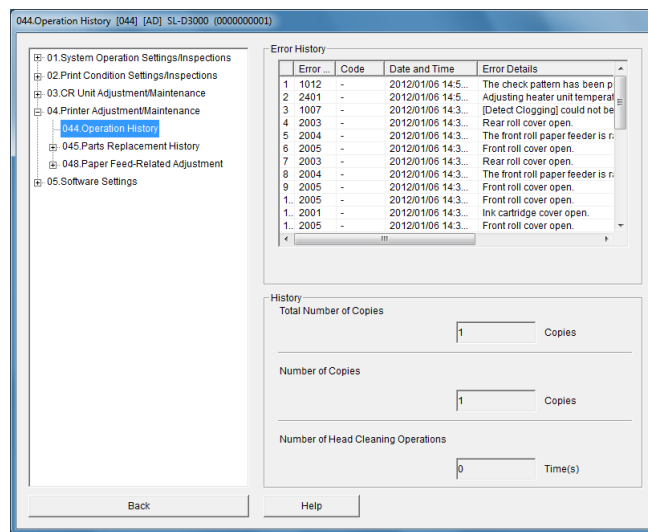 044.Operation History [044] [AD] SL-D3000 (0000000001)
01.System Operation Settings/Inspections
02.Print Condition Settings/Inspections
03.CR Unit Adjustment/Maintenance
04.Printer Adjustment/Maintenance
044.Operation History
045.Parts Replacement History
048.Paper Feed-Related Adjustment
05.Software Settings
Back
Error History
Error ... Code Date and Time Error Details
1 1012 - 2012/01/06 14:5... The check pattern has been p
2 2401 - 2012/01/06 14:5... Adjusting heater unit temperat
3 1007 - 2012/01/06 14:3... [Detect Clogging] could not be
4 2003 - 2012/01/06 14:3... Rear roll cover open.
5 2004 - 2012/01/06 14:3... The front roll paper feeder is ra
6 2005 - 2012/01/06 14:3... Front roll cover open.
7 2003 - 2012/01/06 14:3... Rear roll cover open.
8 2004 - 2012/01/06 14:3... The front roll paper feeder is ra
9 2005 - 2012/01/06 14:3... Front roll cover open.
1.. 2005 - 2012/01/06 14:3... Front roll cover open.
1.. 2001 - 2012/01/06 14:3... Ink cartridge cover open.
1.. 2005 - 2012/01/06 14:3... Front roll cover open.
History
Total Number of Copies
1 Copies
Number of Copies
1 Copies
Number of Head Cleaning Operations
0 Time(s)
Help